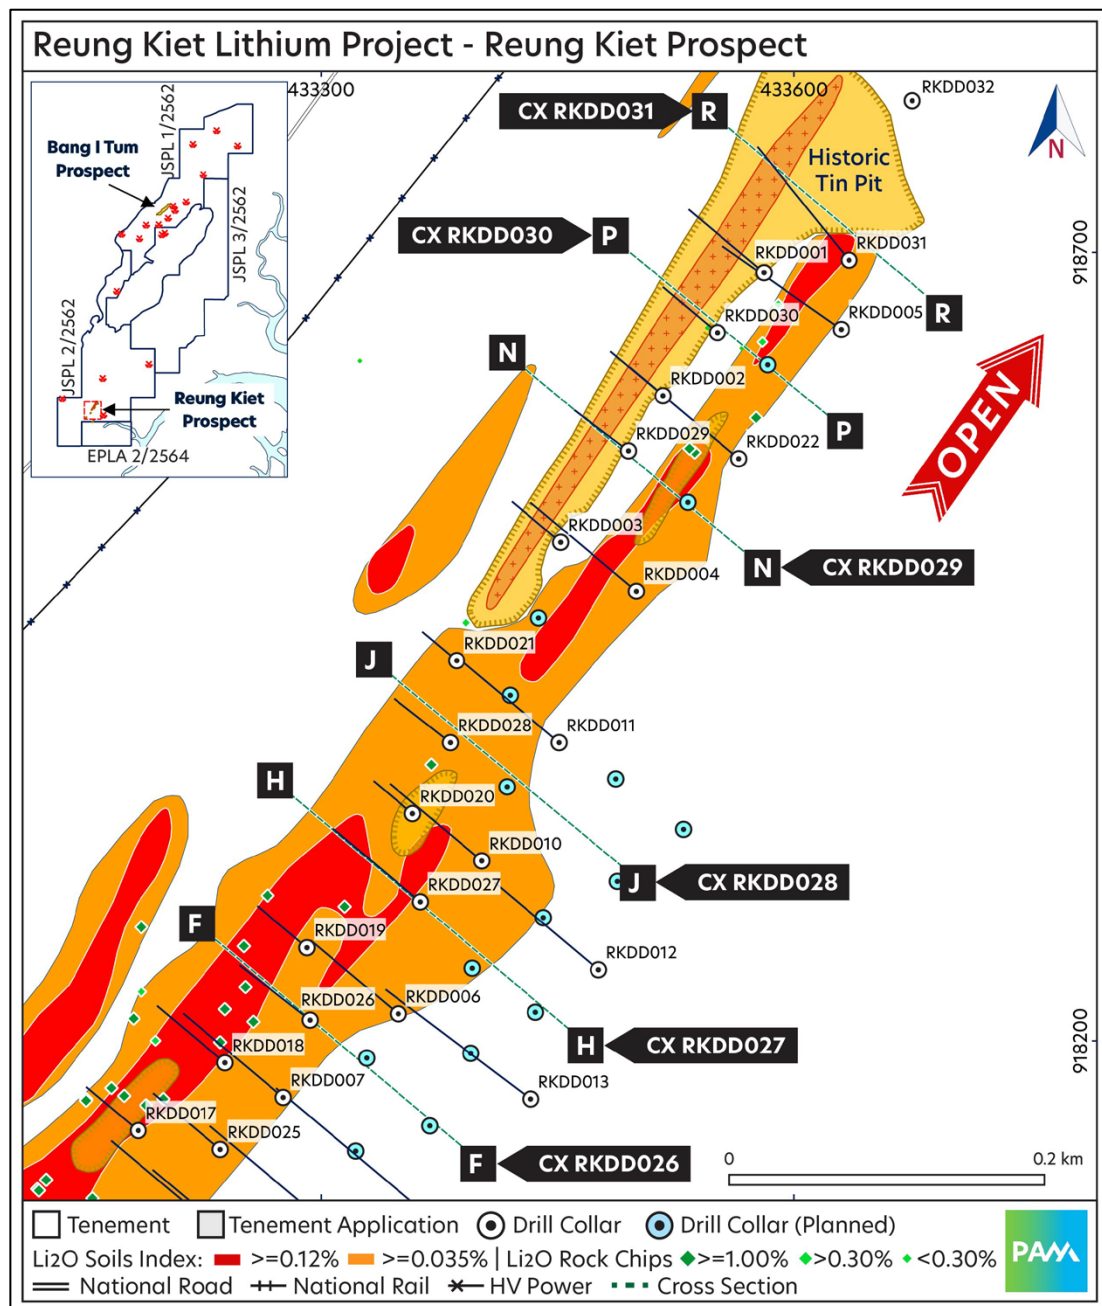 Reung Kiet Lithium Project - Reung Kiet Prospect
433300
433600
RKDD032
CX RKDD031
R
N
Bang I Tum
Prospect
JSPL 1/2562
JSPL 3/2562
JSPL 2/2562
Reung Kiet
Prospect
EPLA 2/2564
Historic
Tin Pit
CX RKDD030
P
RKDD001
RKDD031
918700
RKDD030
RKDD005
R
N
RKDD002
OPEN
RKDD029
RKDD022
P
RKDD003
RKDD004
N
CX RKDD029
J
RKDD021
RKDD028
RKDD011
H
RKDD020
RKDD010
RKDD027
J
CX RKDD028
F
RKDD019
RKDD012
RKDD026
RKDD006
918200
RKDD018
H
CX RKDD027
RKDD007
RKDD013
RKDD017
RKDD025
F
CX RKDD026
0
0.2 km
Tenement
Tenement Application
Drill Collar
Drill Collar (Planned)
Li2O Soils Index: >=0.12% >=0.035% | Li2O Rock Chips >=1.00% >0.30% <0.30%
National Road
National Rail
HV Power
Cross Section
PAM